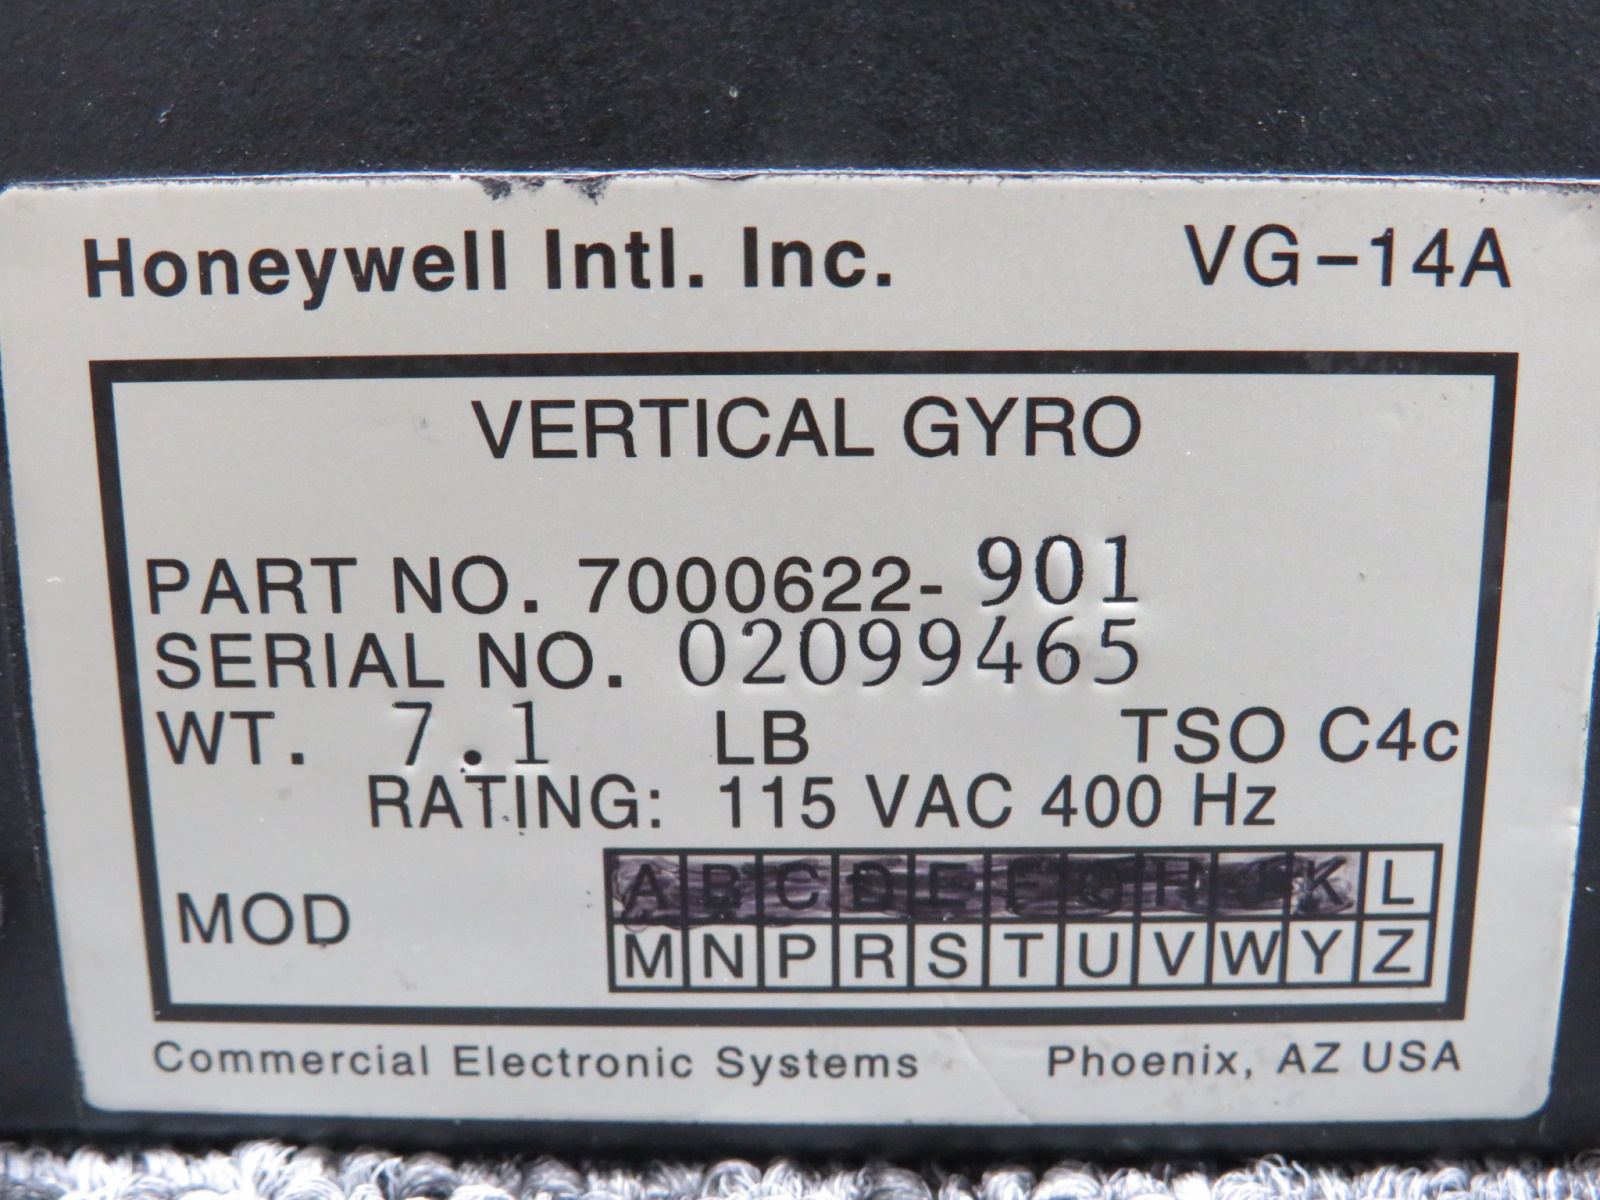 Honeywell Intl. Inc. VG-14A
VERTICAL GYRO
PART NO. 7000622-901
SERIAL NO. 02099465
WT. 7.1 LB TSO C4c
RATING: 115 VAC 400 Hz
MOD
A B C D E F G H J K L
M N P R S T U V W Y Z
Commercial Electronic Systems Phoenix, AZ USA